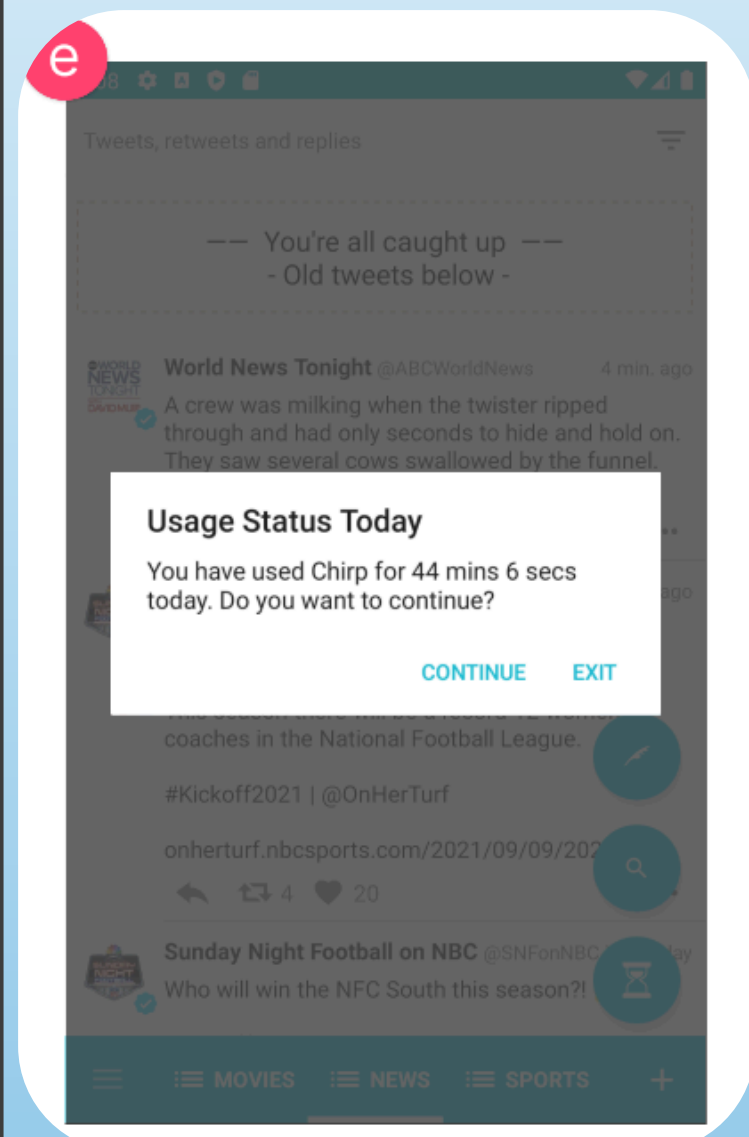 e
Tweets, retweets and replies
—— You're all caught up ——
- Old tweets below -
World News Tonight @ABCWorldNews 4 min. ago
WORLD
NEWS
TONIGHT
A crew was milking when the twister ripped
through and had only seconds to hide and hold on.
They saw several cows swallowed by the funnel.
Usage Status Today
ago
You have used Chirp for 44 mins 6 secs
today. Do you want to continue?
CONTINUE EXIT
coaches in the National Football League.
#Kickoff2021 | @OnHerTurf
onherturf.nbcsports.com/2021/09/09/202
4 20
Sunday Night Football on NBC @SNFonNBC
Who will win the NFC South this season?!
MOVIES NEWS SPORTS